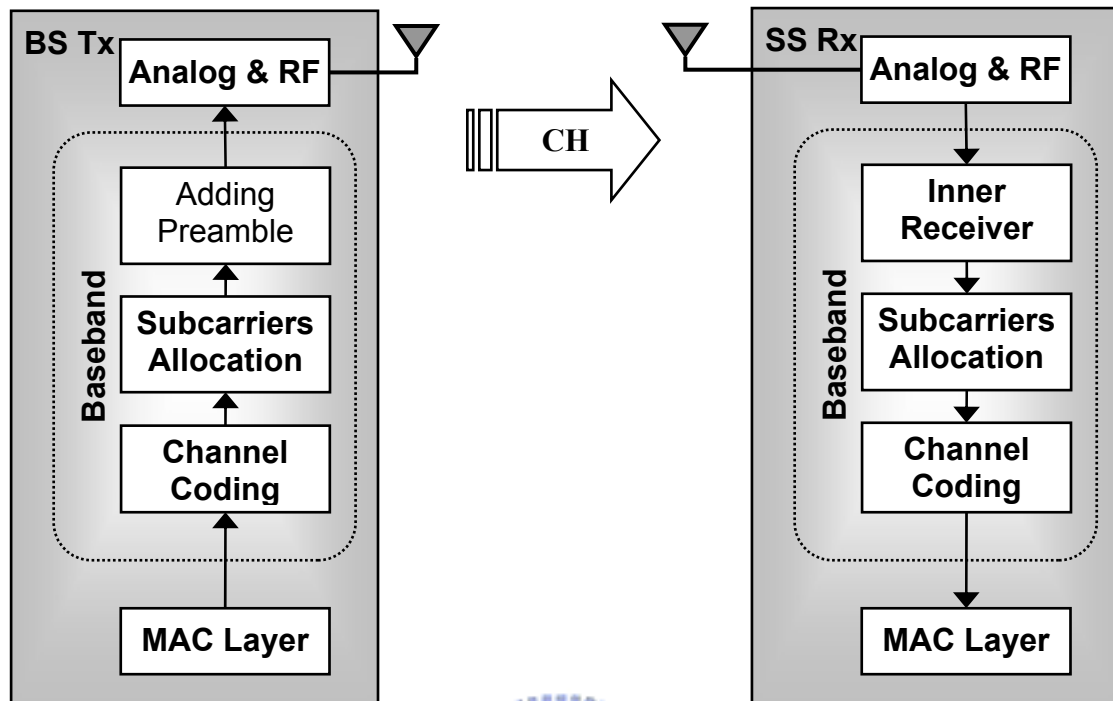 BS Tx
Analog & RF
Adding
Preamble
Baseband
Subcarriers
Allocation
Channel
Coding
MAC Layer
CH
SS Rx
Analog & RF
Inner
Receiver
Baseband
Subcarriers
Allocation
Channel
Coding
MAC Layer